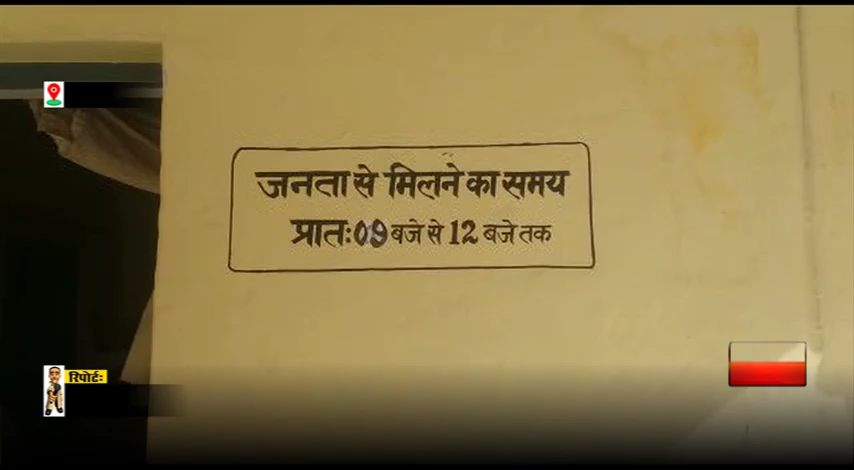 जनता से मिलने का समय
प्रातः 09 बजे से 12 बजे तक
रिपोर्टः